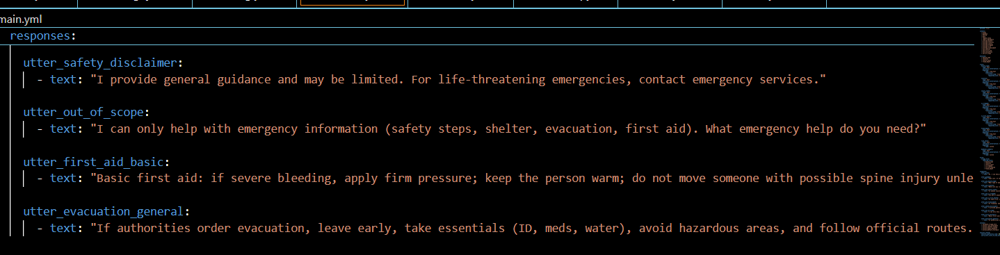 main.yml
responses:
utter_safety_disclaimer:
- text: "I provide general guidance and may be limited. For life-threatening emergencies, contact emergency services."
utter_out_of_scope:
- text: "I can only help with emergency information (safety steps, shelter, evacuation, first aid). What emergency help do you need?"
utter_first_aid_basic:
- text: "Basic first aid: if severe bleeding, apply firm pressure; keep the person warm; do not move someone with possible spine injury unle
utter_evacuation_general:
- text: "If authorities order evacuation, leave early, take essentials (ID, meds, water), avoid hazardous areas, and follow official routes.